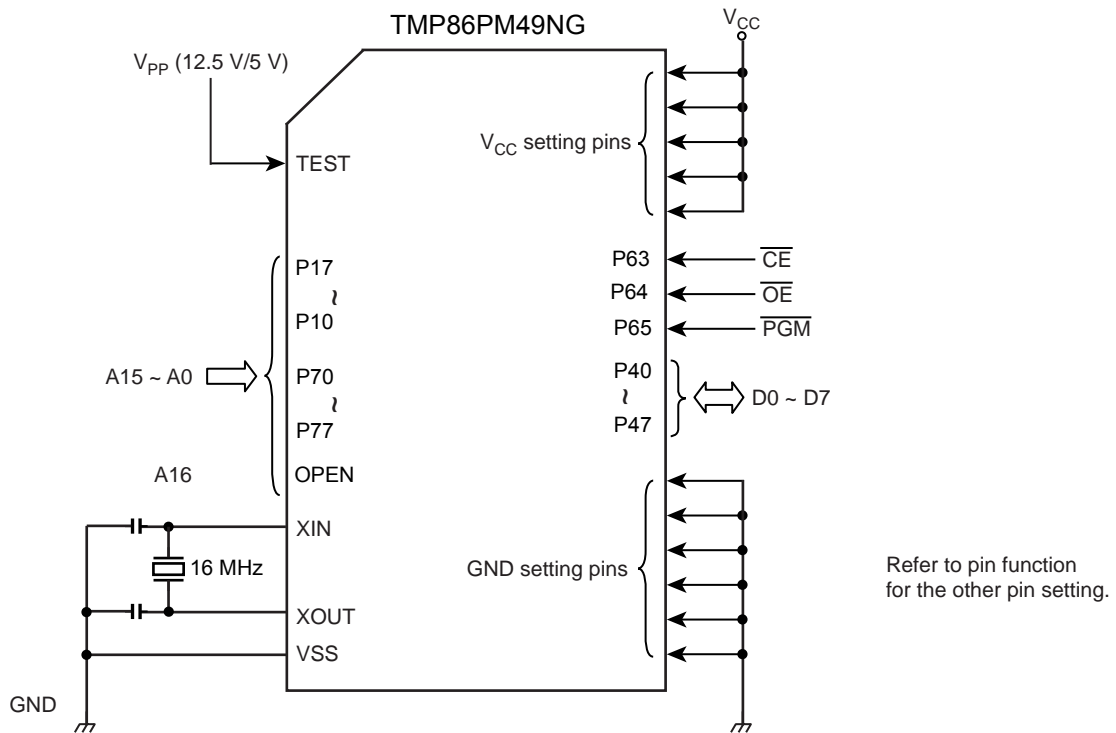 TMP86PM49NG
VCC
VPP (12.5 V/5 V)
VCC setting pins
TEST
P17
~
P10
A15 ~ A0
P70
~
P77
A16
OPEN
XIN
16 MHz
XOUT
VSS
GND
P63
CE
P64
OE
P65
PGM
P40
~
P47
D0 ~ D7
GND setting pins
Refer to pin function
for the other pin setting.